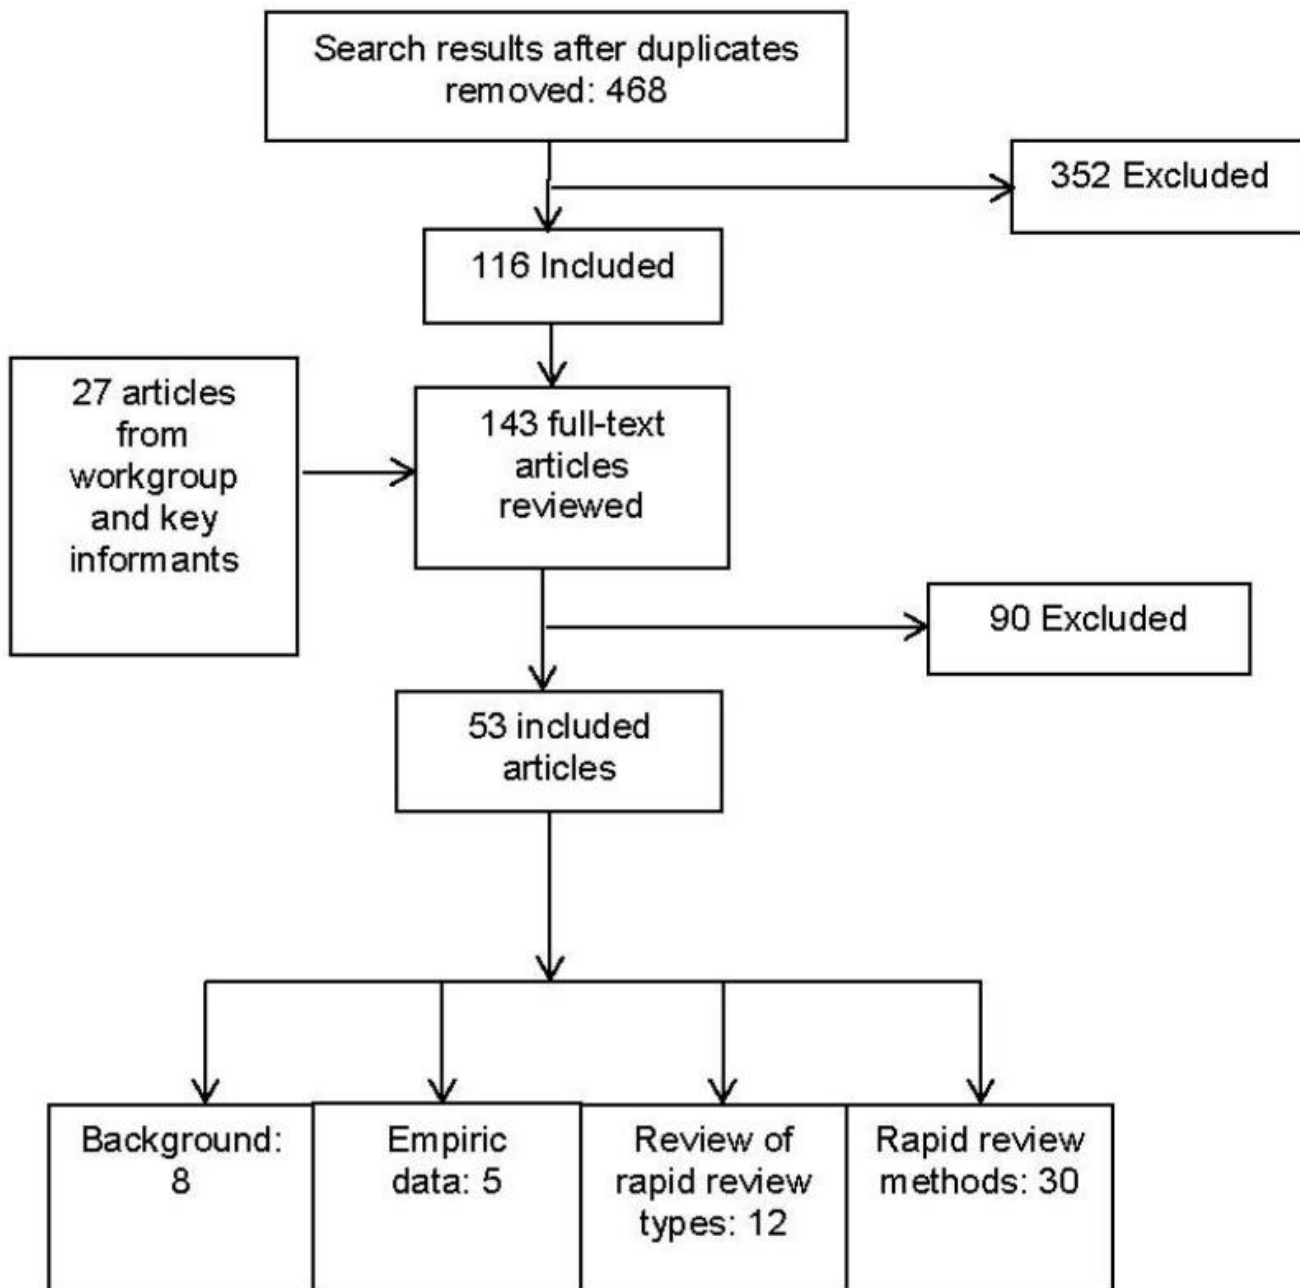 Search results after duplicates
removed: 468
352 Excluded
116 Included
27 articles
from
workgroup
and key
informants
143 full-text
articles
reviewed
90 Excluded
53 included
articles
Background:
8
Empiric
data: 5
Review of
rapid review
types: 12
Rapid review
methods: 30